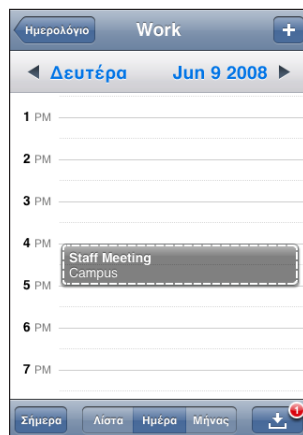 Ημερολόγιο Work +
Δευτέρα Jun 9 2008
1 PM
2 PM
3 PM
4 PM
Staff Meeting
Campus
5 PM
6 PM
7 PM
Σήμερα Λίστα Ημέρα Μήνας 1